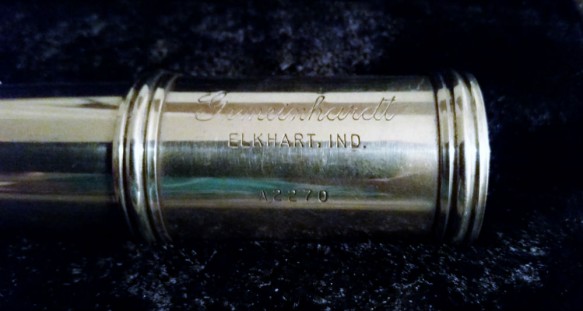 Gemeinhardt
ELKHART, IND.
A2270